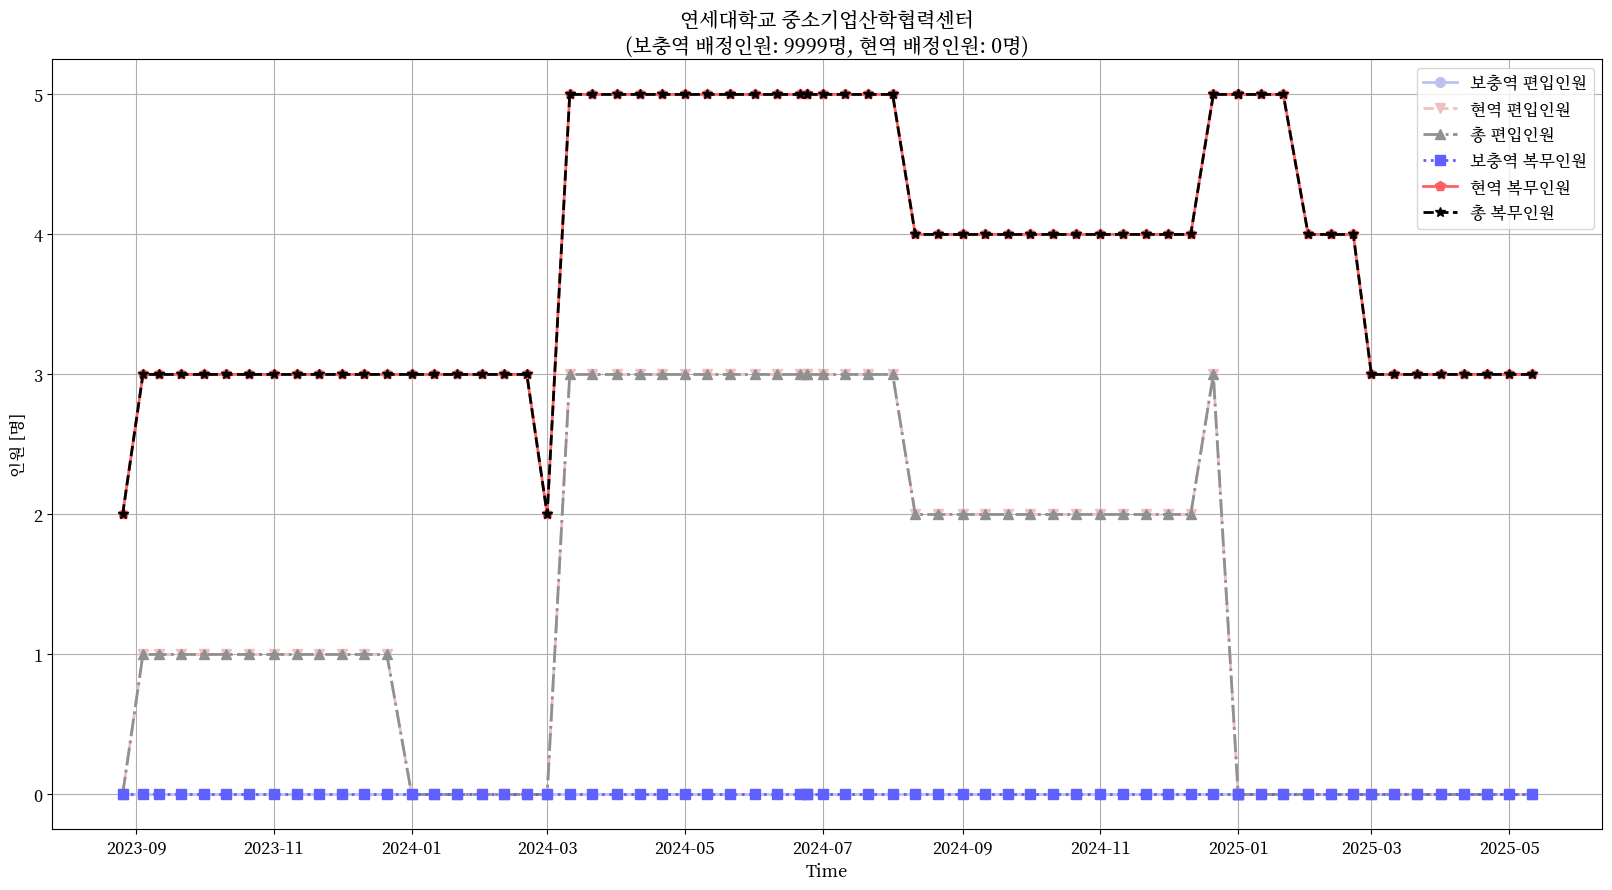 연세대학교 중소기업산학협력센터
(보충역 배정인원: 9999명, 현역 배정인원: 0명)
보충역 편입인원
현역 편입인원
총 편입인원
보충역 복무인원
현역 복무인원
총 복무인원
인원 [명]
5
4
3
2
1
0
2023-09
2023-11
2024-01
2024-03
2024-05
2024-07
2024-09
2024-11
2025-01
2025-03
2025-05
Time